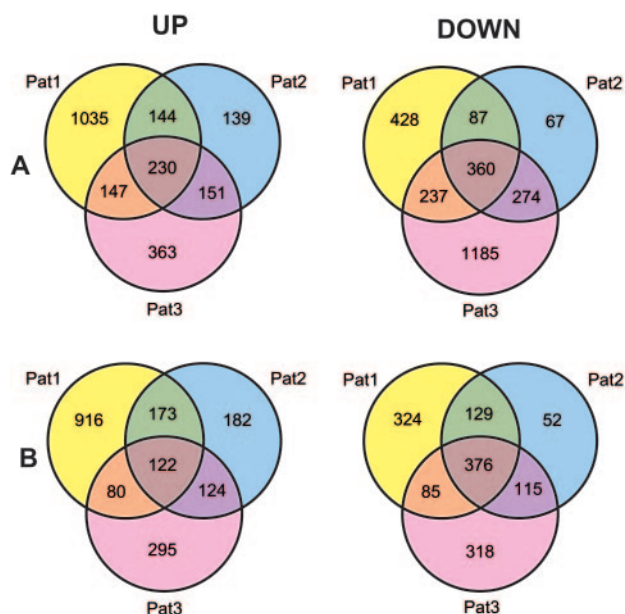 UP
DOWN
Pat1
Pat2
1035
144
139
230
147
151
363
Pat3
A
Pat1
Pat2
428
87
67
360
237
274
1185
Pat3
Pat1
Pat2
916
173
182
122
80
124
295
Pat3
B
Pat1
Pat2
324
129
52
376
85
115
318
Pat3